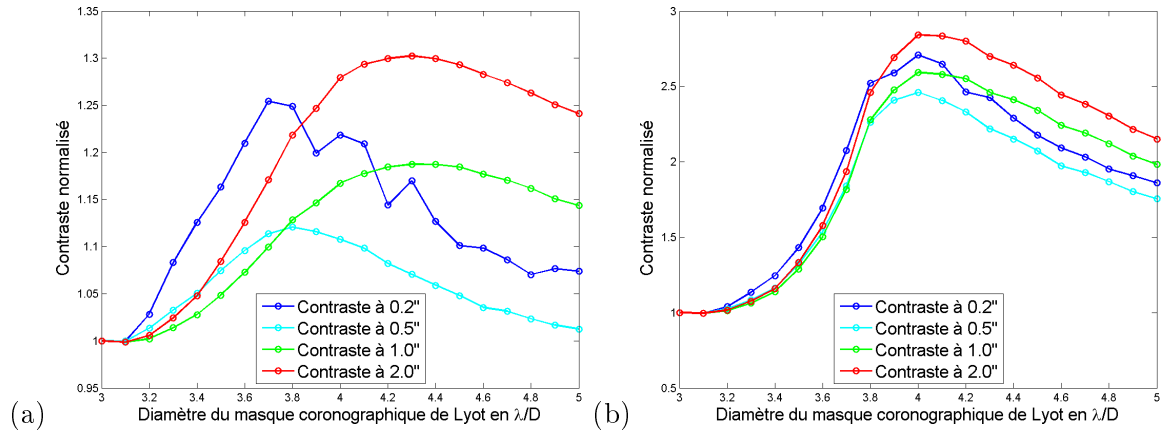 (a)
Contraste normalisé
1.35
1.3
1.25
1.2
1.15
1.1
1.05
1
0.95
3 3.2 3.4 3.6 3.8 4 4.2 4.4 4.6 4.8 5
Contraste à 0.2"
Contraste à 0.5"
Contraste à 1.0"
Contraste à 2.0"
Diamètre du masque coronographique de Lyot en λ/D
(b)
Contraste normalisé
3
2.5
2
1.5
1
0.5
3 3.2 3.4 3.6 3.8 4 4.2 4.4 4.6 4.8 5
Contraste à 0.2"
Contraste à 0.5"
Contraste à 1.0"
Contraste à 2.0"
Diamètre du masque coronographique de Lyot en λ/D